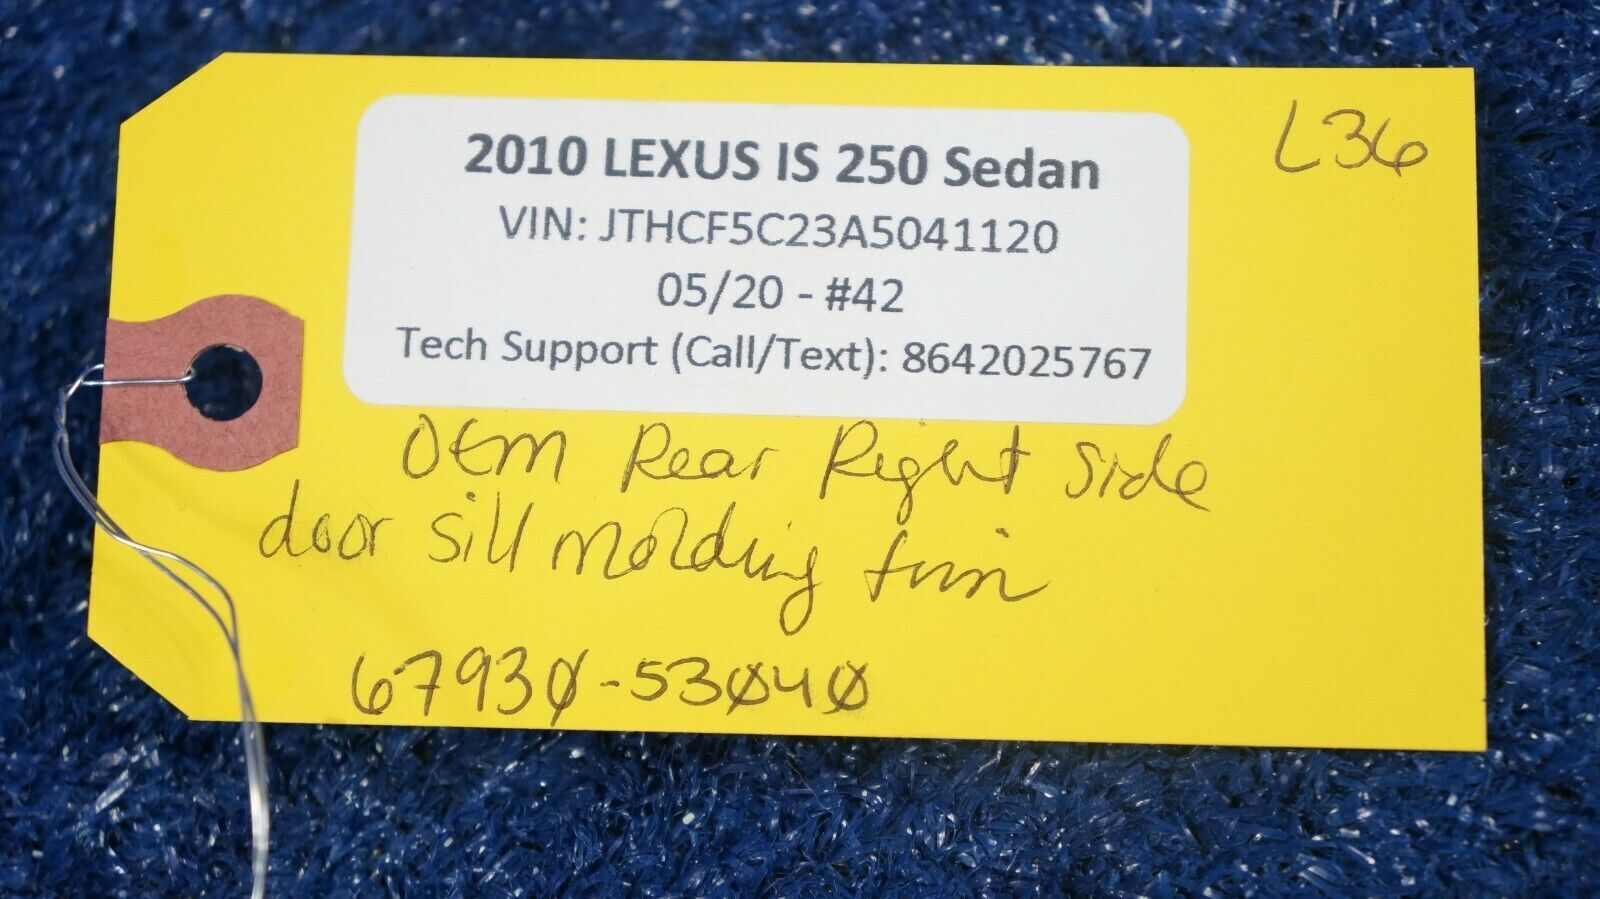 L36
2010 LEXUS IS 250 Sedan
VIN: JTHCF5C23A5041120
05/20 - #42
Tech Support (Call/Text): 8642025767
OEM Rear Right Side
door sill molding trim
67930-53040